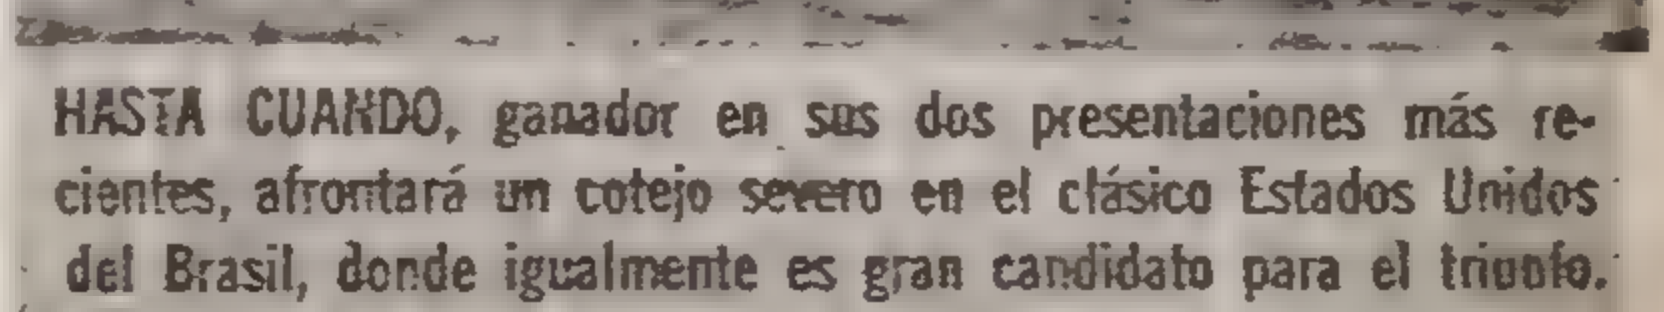 HASTA CUANDO, ganador en sus dos presentaciones más re-
cientes, afrontará un cotejo severo en el clásico Estados Unidos
del Brasil, donde igualmente es gran candidato para el triunfo.